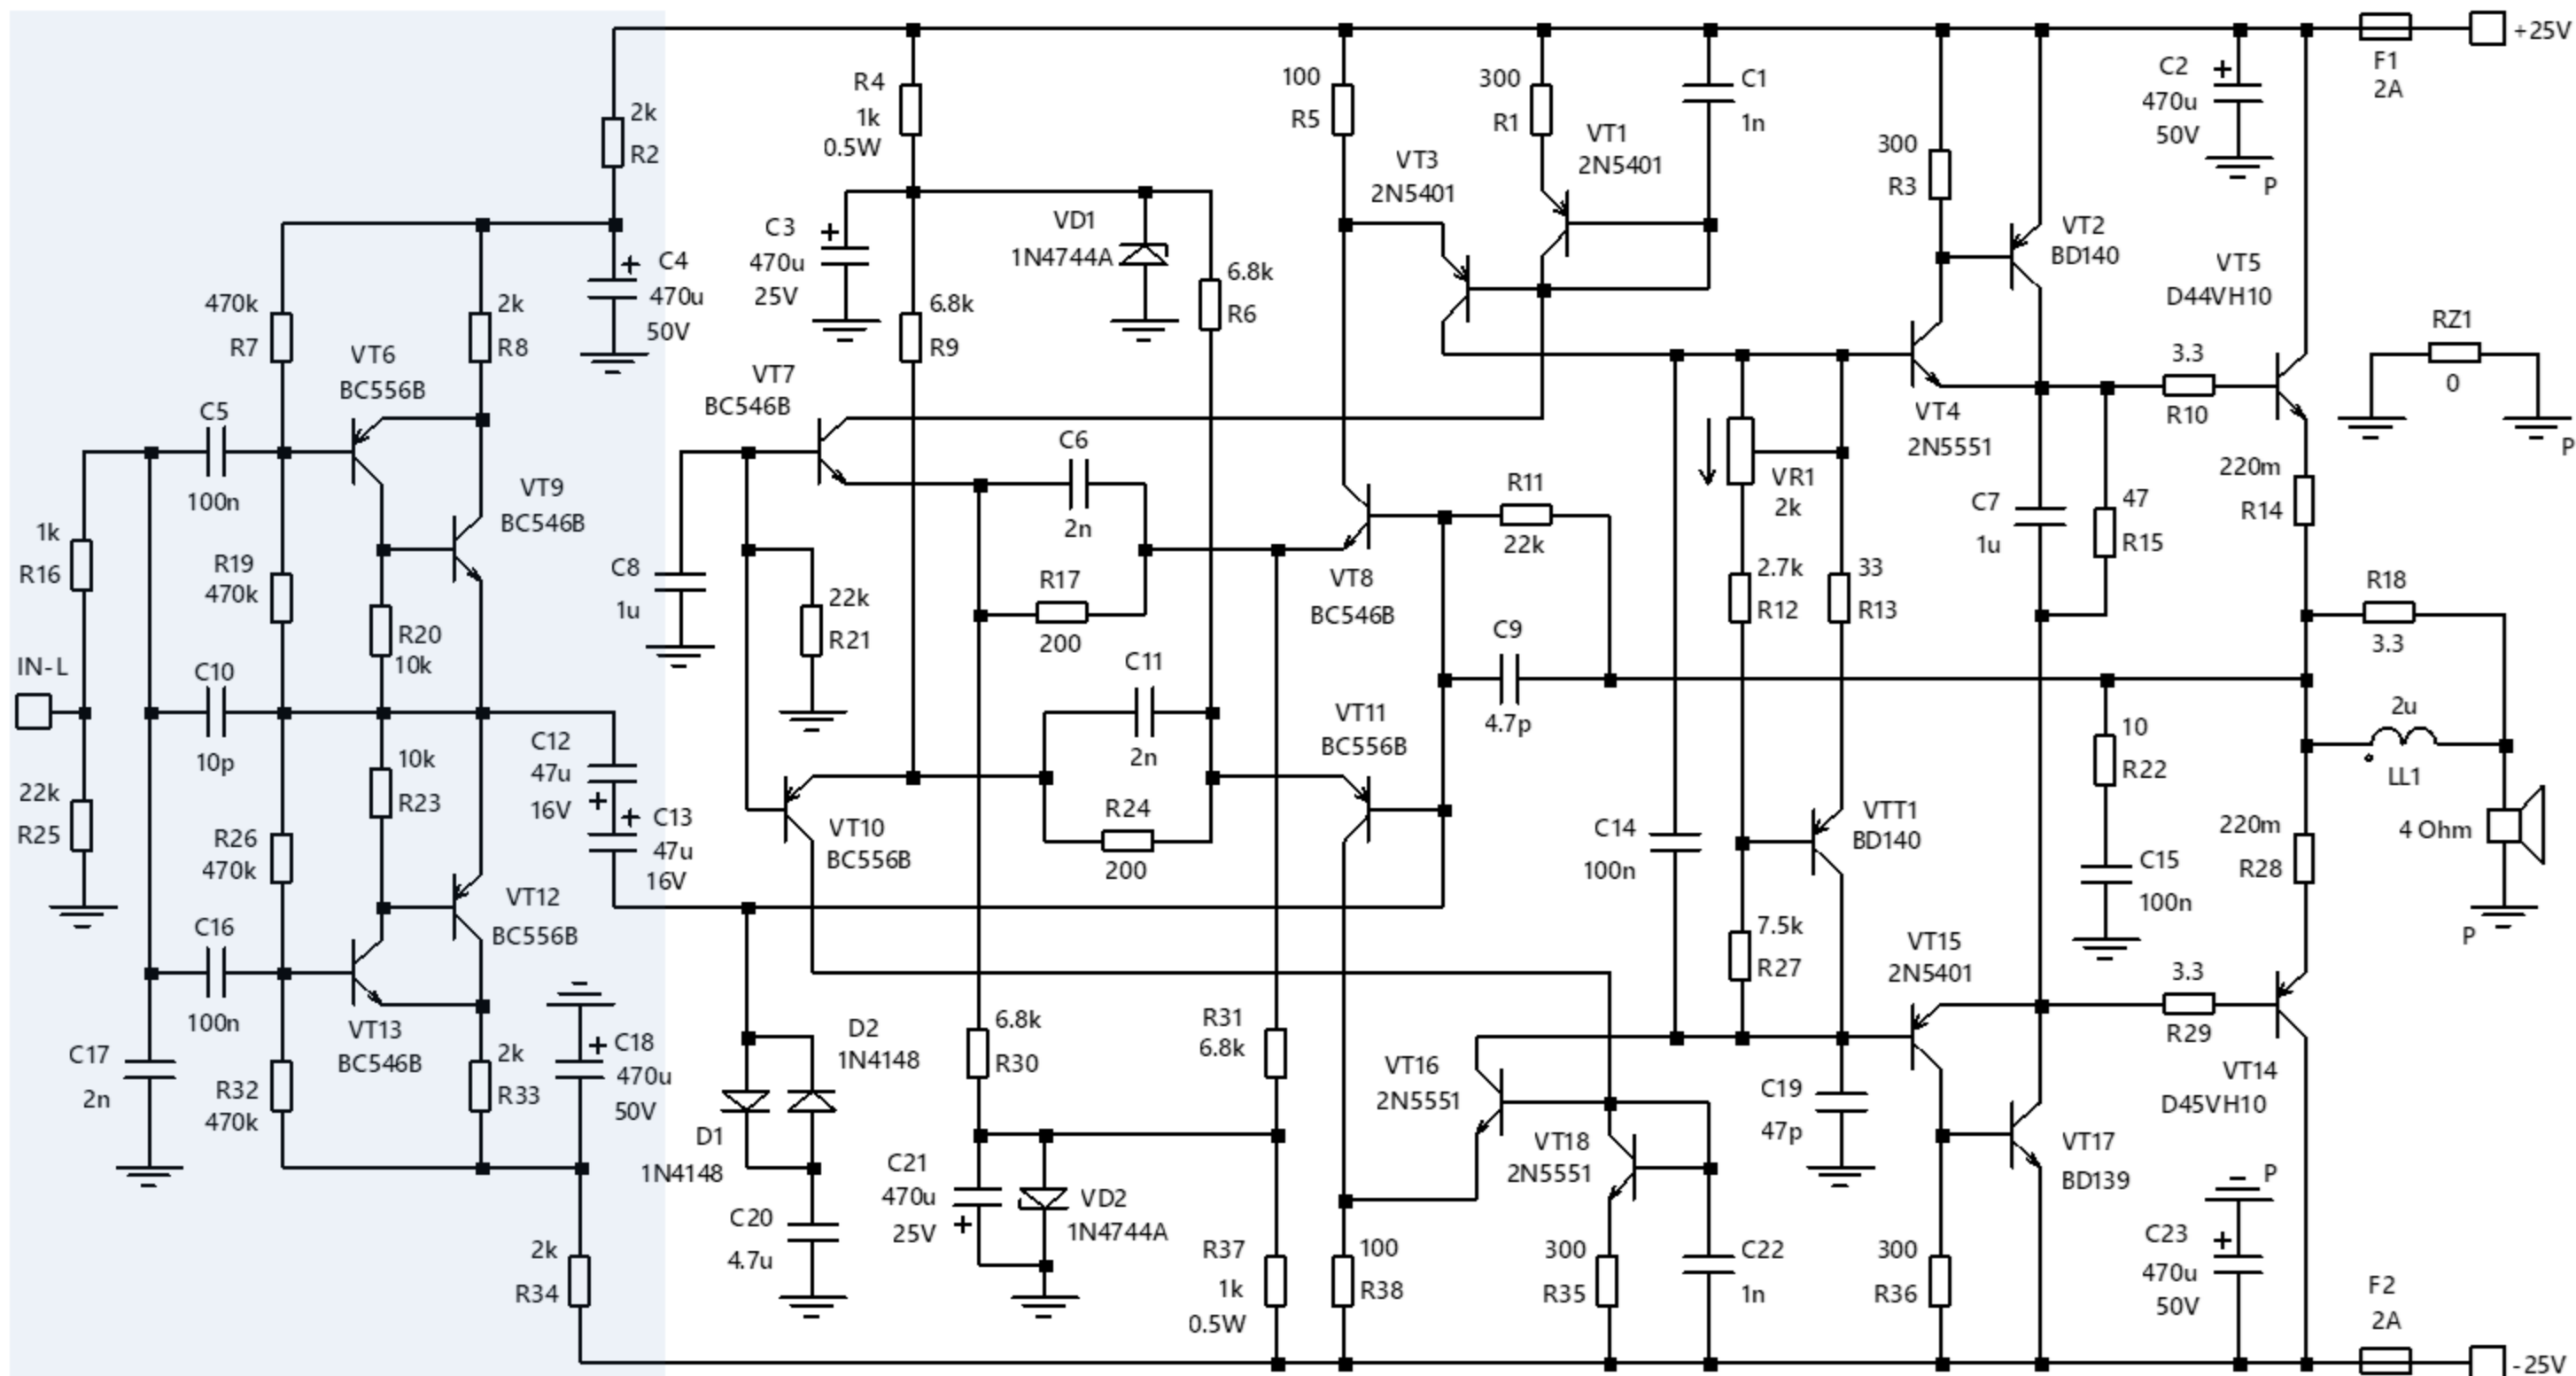 +25V
F1
2A
C2
470u
50V
P
R4
1k
0.5W
100
R5
300
R1
C1
1n
VT1
2N5401
VT3
2N5401
300
R3
2k
R2
VT2
BD140
VT5
D44VH10
C3
470u
25V
VD1
1N4744A
6.8k
R6
C4
470u
50V
470k
R7
2k
R8
6.8k
R9
RZ1
0
P
3.3
R10
VT6
BC556B
VT7
BC546B
VT4
2N5551
C5
100n
C6
2n
R11
22k
VR1
2k
220m
R14
VT9
BC546B
C7
1u
47
R15
1k
R16
R19
470k
C8
1u
22k
R21
R17
200
VT8
BC546B
2.7k
R12
33
R13
R18
3.3
R20
10k
C9
4.7p
C11
2n
IN-L
C10
10p
VT11
BC556B
10
R22
2u
LL1
C12
47u
16V
10k
R23
C13
47u
16V
22k
R25
R26
470k
VT10
BC556B
R24
200
C14
100n
VTT1
BD140
220m
R28
4 Ohm
P
C15
100n
VT12
BC556B
C16
100n
7.5k
R27
VT15
2N5401
3.3
R29
VT13
BC546B
C17
2n
R32
470k
2k
R33
C18
470u
50V
D2
1N4148
D1
1N4148
6.8k
R30
R31
6.8k
VT16
2N5551
C19
47p
VT14
D45VH10
VT18
2N5551
VT17
BD139
C21
470u
25V
VD2
1N4744A
C20
4.7u
P
C23
470u
50V
2k
R34
R37
1k
0.5W
100
R38
300
R35
C22
1n
300
R36
F2
2A
-25V